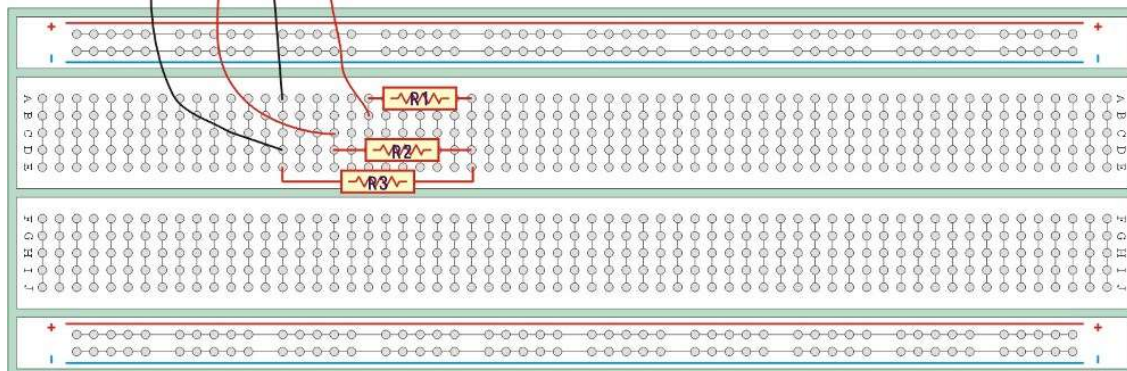 + +
- -
A A
B B
C C
D D
E E
R1
R2
R3
F F
G G
H H
I I
J J
+ +
- -